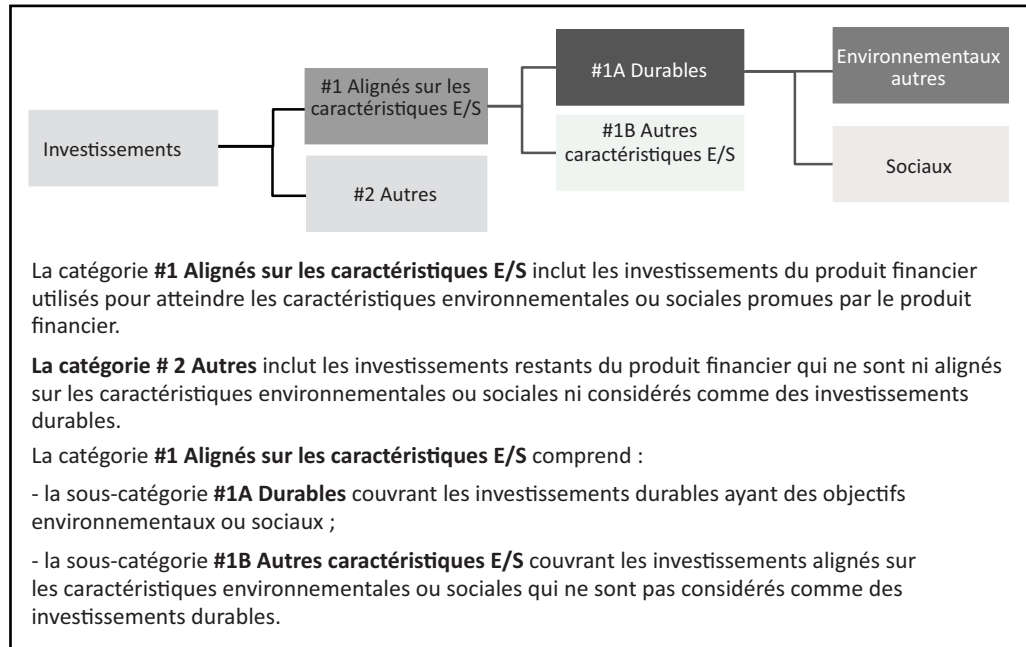 Investissements
#1 Alignés sur les
caractéristiques E/S
#2 Autres
#1A Durables
#1B Autres
caractéristiques E/S
Environnementaux
autres
Sociaux
La catégorie #1 Alignés sur les caractéristiques E/S inclut les investissements du produit financier
utilisés pour atteindre les caractéristiques environnementales ou sociales promues par le produit
financier.
La catégorie # 2 Autres inclut les investissements restants du produit financier qui ne sont ni alignés
sur les caractéristiques environnementales ou sociales ni considérés comme des investissements
durables.
La catégorie #1 Alignés sur les caractéristiques E/S comprend :
- la sous-catégorie #1A Durables couvrant les investissements durables ayant des objectifs
environnementaux ou sociaux ;
- la sous-catégorie #1B Autres caractéristiques E/S couvrant les investissements alignés sur
les caractéristiques environnementales ou sociales qui ne sont pas considérés comme des
investissements durables.